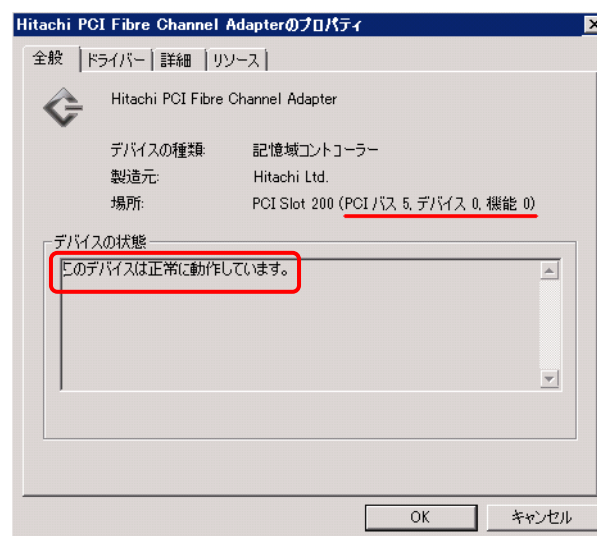 Hitachi PCI Fibre Channel Adapterのプロパティ
全般 ドライバー 詳細 リソース
Hitachi PCI Fibre Channel Adapter
デバイスの種類: 記憶域コントローラー
製造元: Hitachi Ltd.
場所: PCI Slot 200 (PCI バス 5, デバイス 0, 機能 0)
デバイスの状態
このデバイスは正常に動作しています。
OK キャンセル